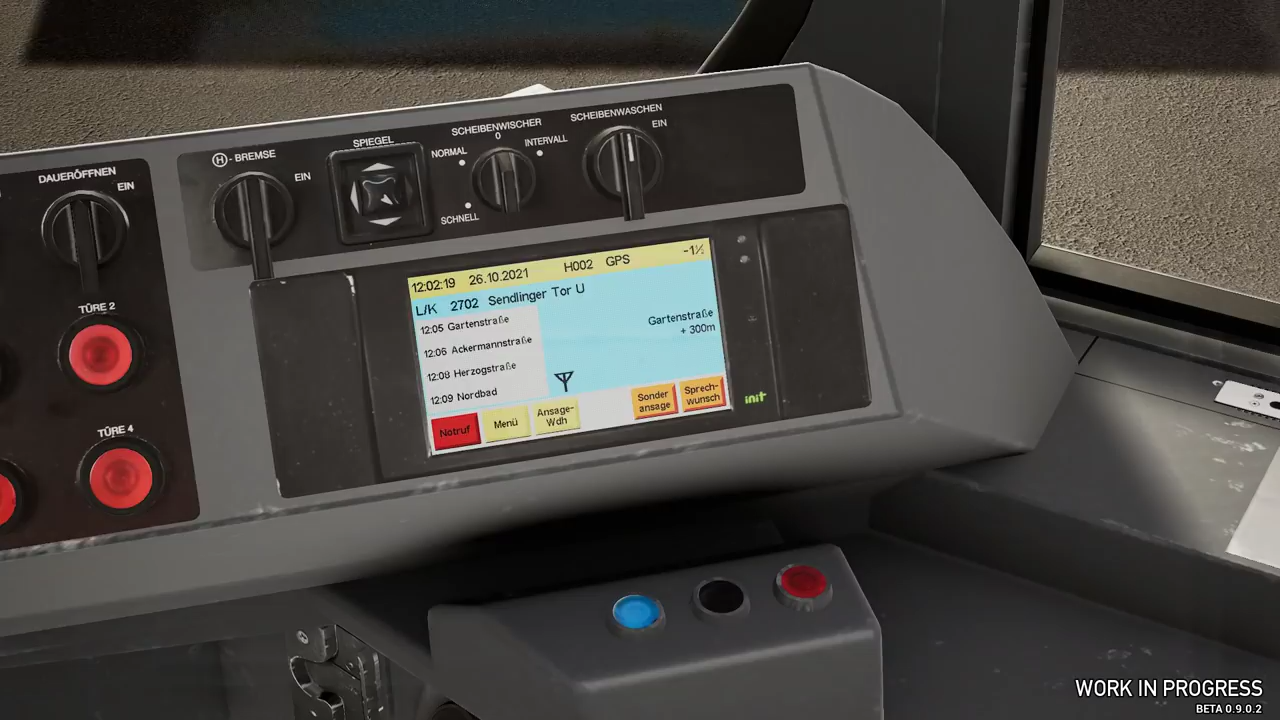 DAUERÖFFNEN
EIN
TÜRE 2
TÜRE 4
H - BREMSE
EIN
SPIEGEL
SCHEIBENWISCHER
0
NORMAL
INTERVALL
SCHNELL
SCHEIBENWASCHEN
EIN
12:02:19 26.10.2021 H002 GPS -1½
L/K 2702 Sendlinger Tor U
12:05 Gartenstraße
12:06 Ackermannstraße
12:08 Herzogstraße
12:09 Nordbad
Gartenstraße
+ 300m
Notruf
Menü
Ansage-
Wdh
Sonder
ansage
Sprech-
wunsch
init
WORK IN PROGRESS
BETA 0.9.0.2